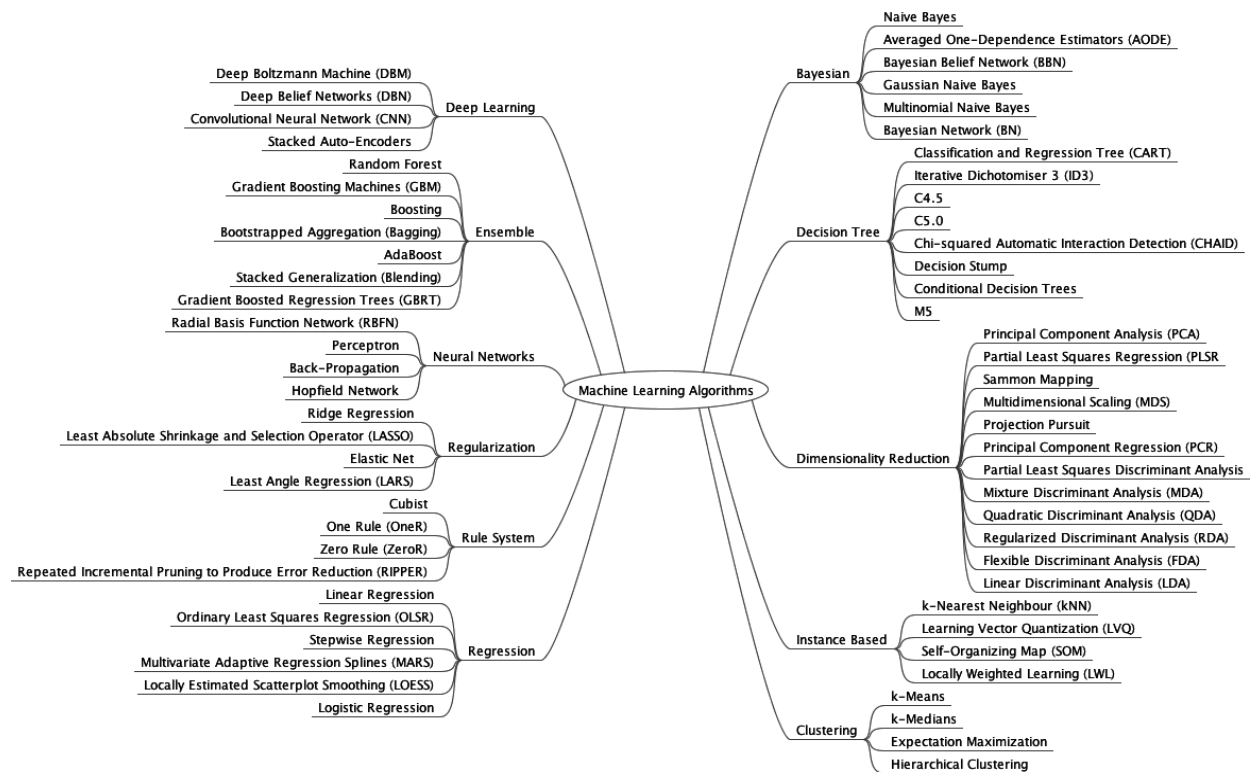 Machine Learning Algorithms
Deep Learning
Deep Boltzmann Machine (DBM)
Deep Belief Networks (DBN)
Convolutional Neural Network (CNN)
Stacked Auto-Encoders
Ensemble
Random Forest
Gradient Boosting Machines (GBM)
Boosting
Bootstrapped Aggregation (Bagging)
AdaBoost
Stacked Generalization (Blending)
Gradient Boosted Regression Trees (GBRT)
Neural Networks
Radial Basis Function Network (RBFN)
Perceptron
Back-Propagation
Hopfield Network
Regularization
Ridge Regression
Least Absolute Shrinkage and Selection Operator (LASSO)
Elastic Net
Least Angle Regression (LARS)
Rule System
Cubist
One Rule (OneR)
Zero Rule (ZeroR)
Repeated Incremental Pruning to Produce Error Reduction (RIPPER)
Regression
Linear Regression
Ordinary Least Squares Regression (OLSR)
Stepwise Regression
Multivariate Adaptive Regression Splines (MARS)
Locally Estimated Scatterplot Smoothing (LOESS)
Logistic Regression
Bayesian
Naive Bayes
Averaged One-Dependence Estimators (AODE)
Bayesian Belief Network (BBN)
Gaussian Naive Bayes
Multinomial Naive Bayes
Bayesian Network (BN)
Decision Tree
Classification and Regression Tree (CART)
Iterative Dichotomiser 3 (ID3)
C4.5
C5.0
Chi-squared Automatic Interaction Detection (CHAID)
Decision Stump
Conditional Decision Trees
M5
Dimensionality Reduction
Principal Component Analysis (PCA)
Partial Least Squares Regression (PLSR
Sammon Mapping
Multidimensional Scaling (MDS)
Projection Pursuit
Principal Component Regression (PCR)
Partial Least Squares Discriminant Analysis
Mixture Discriminant Analysis (MDA)
Quadratic Discriminant Analysis (QDA)
Regularized Discriminant Analysis (RDA)
Flexible Discriminant Analysis (FDA)
Linear Discriminant Analysis (LDA)
Instance Based
k-Nearest Neighbour (kNN)
Learning Vector Quantization (LVQ)
Self-Organizing Map (SOM)
Locally Weighted Learning (LWL)
Clustering
k-Means
k-Medians
Expectation Maximization
Hierarchical Clustering